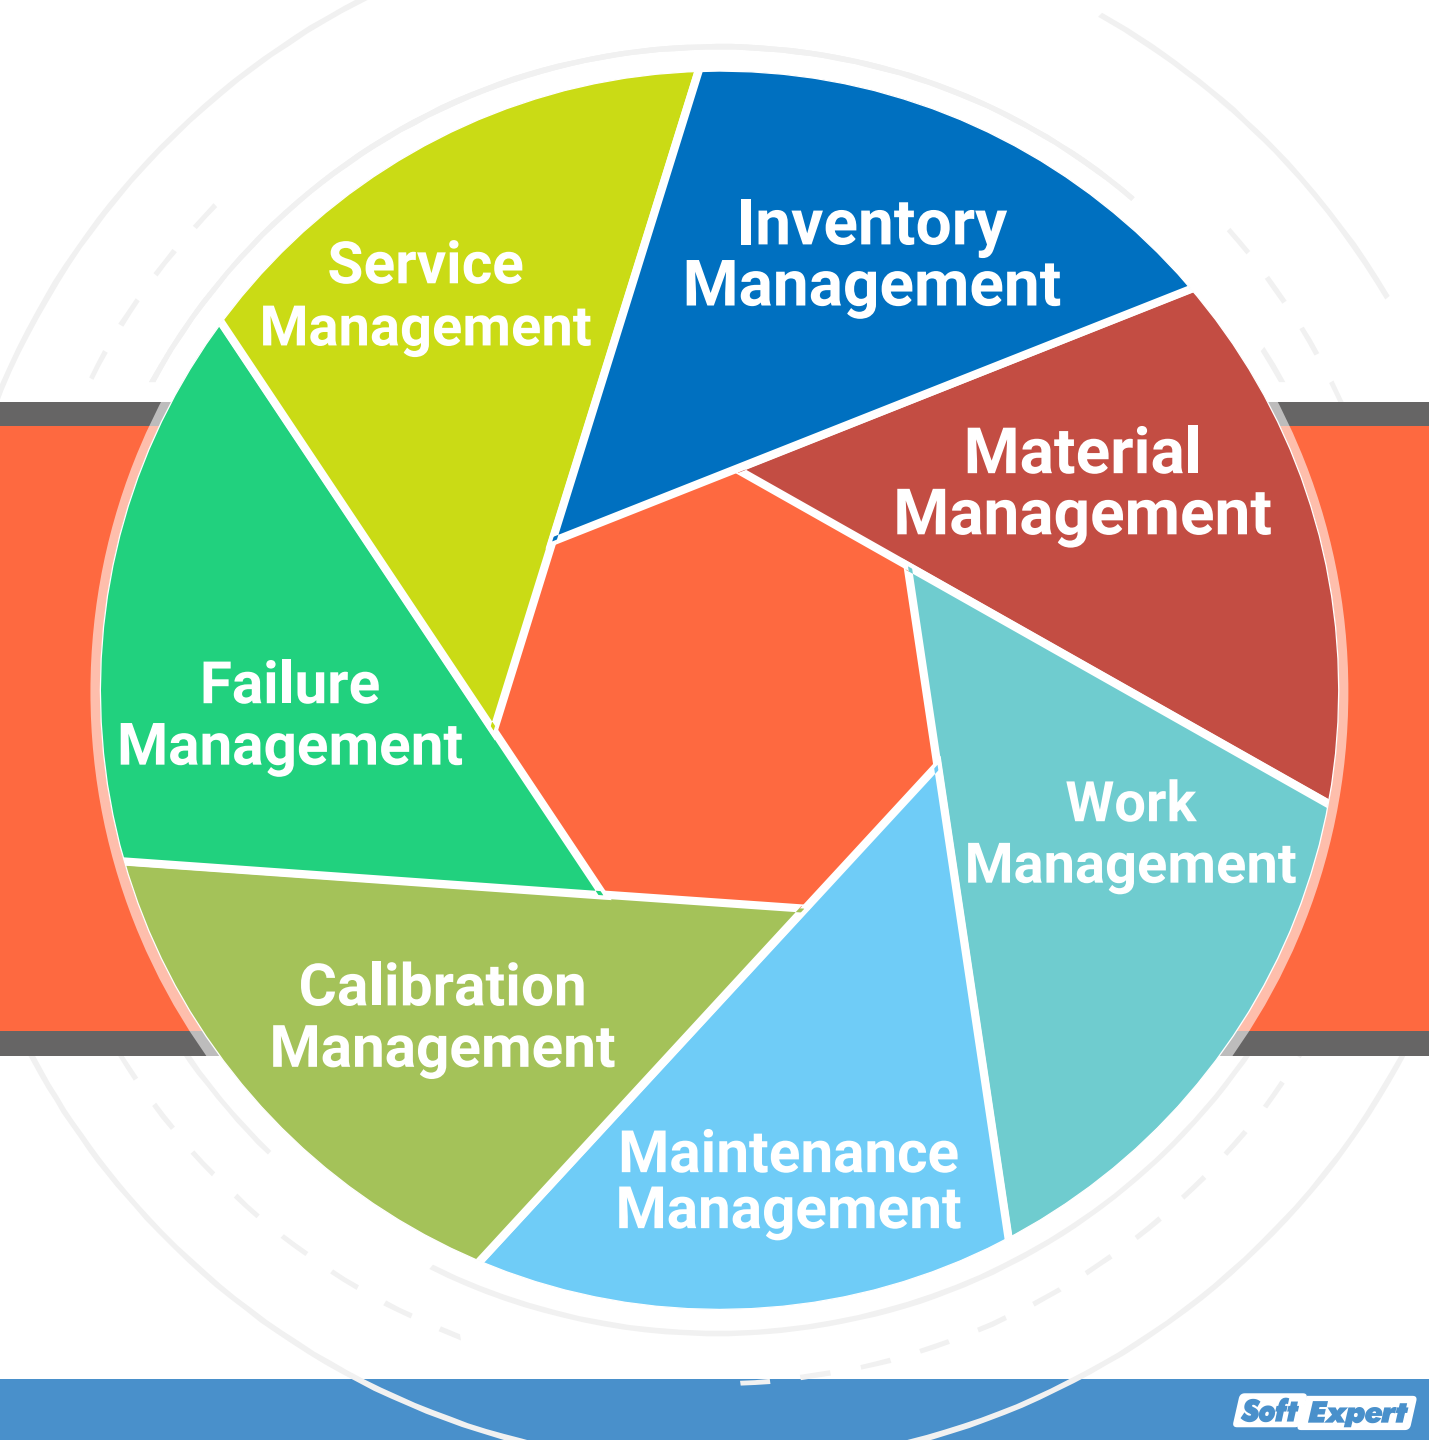 Inventory
Management
Service
Management
Material
Management
Failure
Management
Work
Management
Calibration
Management
Maintenance
Management
Soft Expert